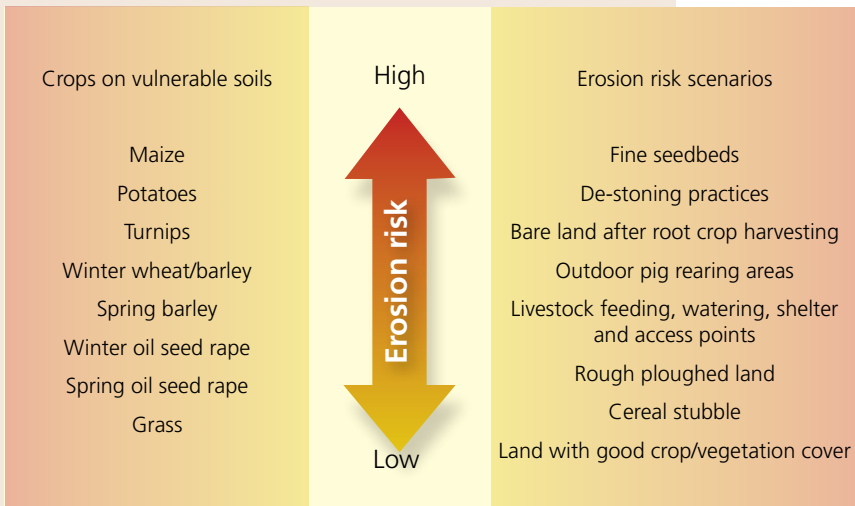 Crops on vulnerable soils
Maize
Potatoes
Turnips
Winter wheat/barley
Spring barley
Winter oil seed rape
Spring oil seed rape
Grass
High
Erosion risk
Low
Erosion risk scenarios
Fine seedbeds
De-stoning practices
Bare land after root crop harvesting
Outdoor pig rearing areas
Livestock feeding, watering, shelter
and access points
Rough ploughed land
Cereal stubble
Land with good crop/vegetation cover